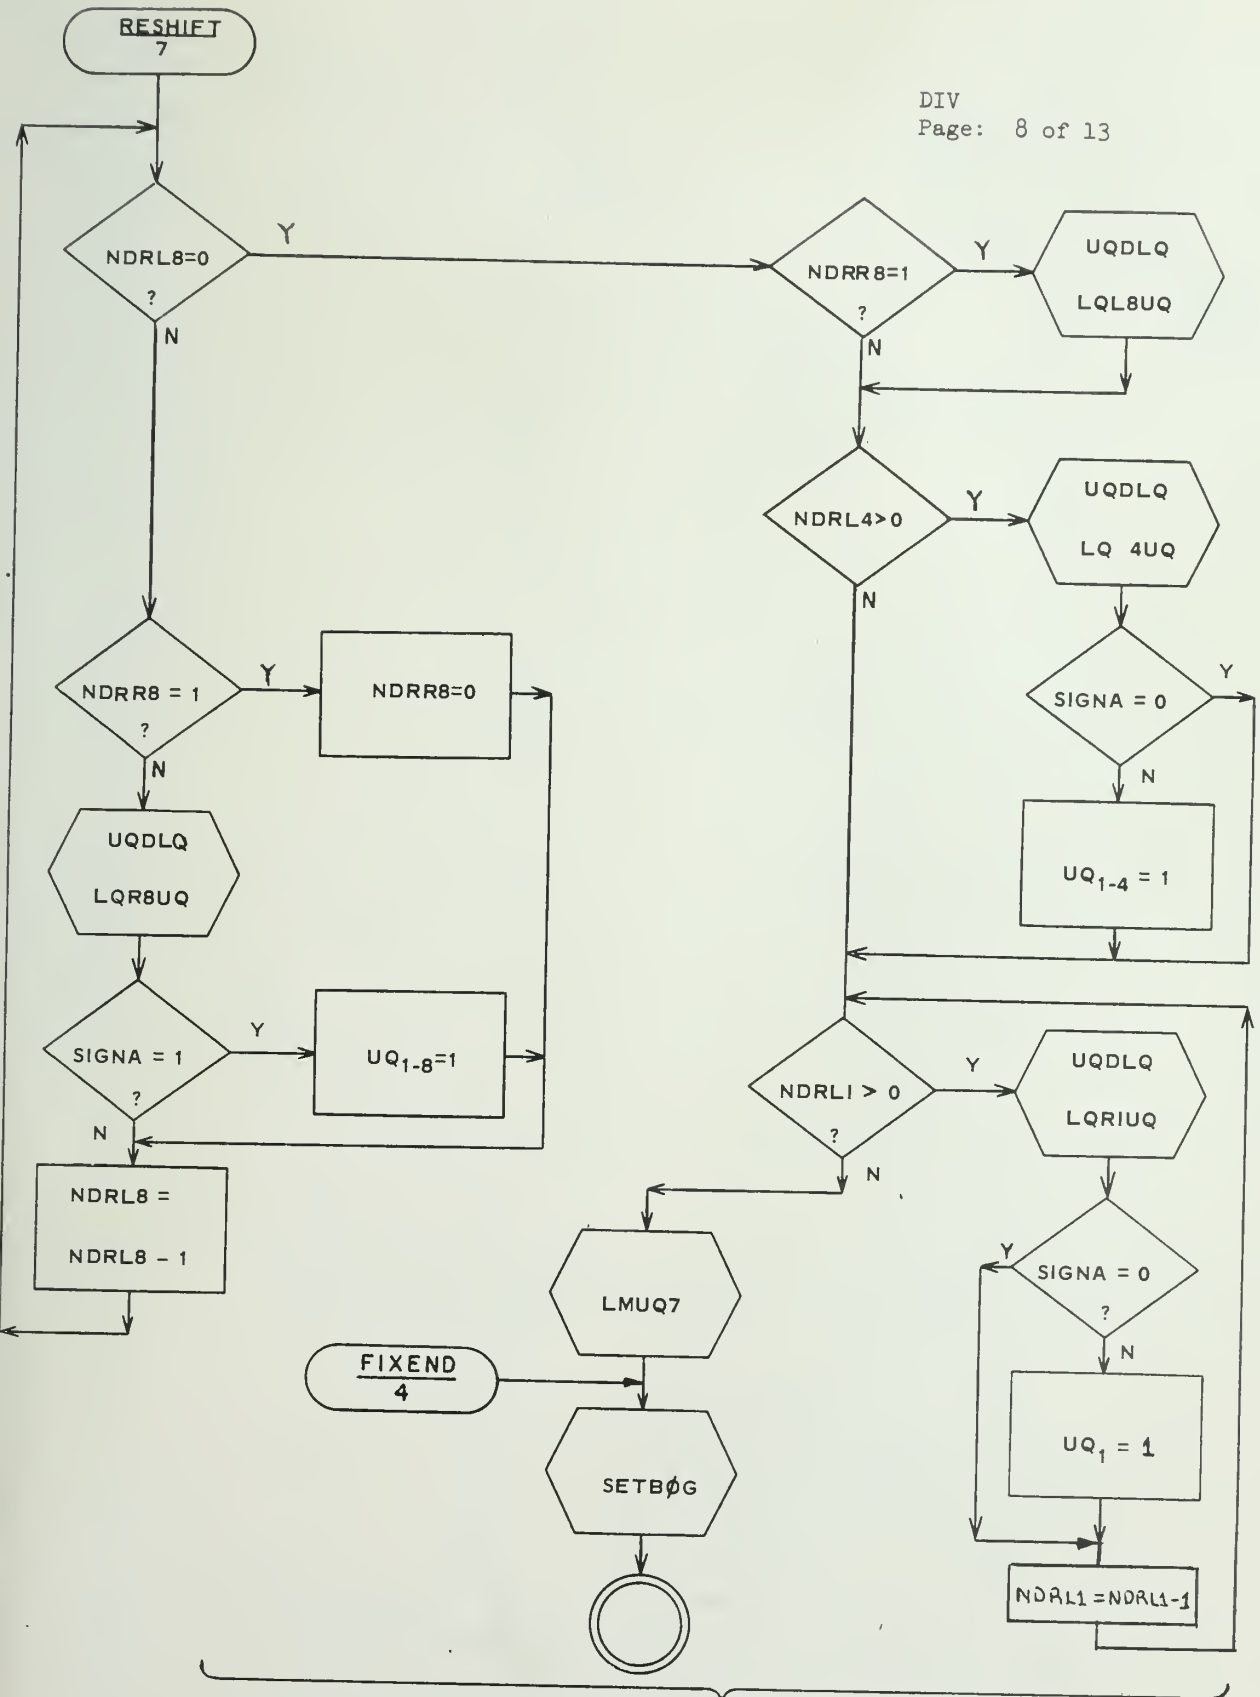 RESHIFT
7
DIV
Page: 8 of 13
NDRL8=0
?
Y
N
NDRR8=1
?
Y
N
UQDLQ
LQL8UQ
NDRL4>0
Y
N
UQDLQ
LQ 4UQ
SIGNA = 0
Y
N
UQ1-4 = 1
NDRR8 = 1
?
Y
N
NDRR8=0
UQDLQ
LQR8UQ
SIGNA = 1
?
Y
N
UQ1-8=1
NDRL8 =
NDRL8 - 1
NDRL1 > 0
?
Y
N
UQDLQ
LQR1UQ
SIGNA = 0
?
Y
N
UQ1 = 1
NDRL1=NDRL1-1
LMUQ7
FIXEND
4
SETBØG